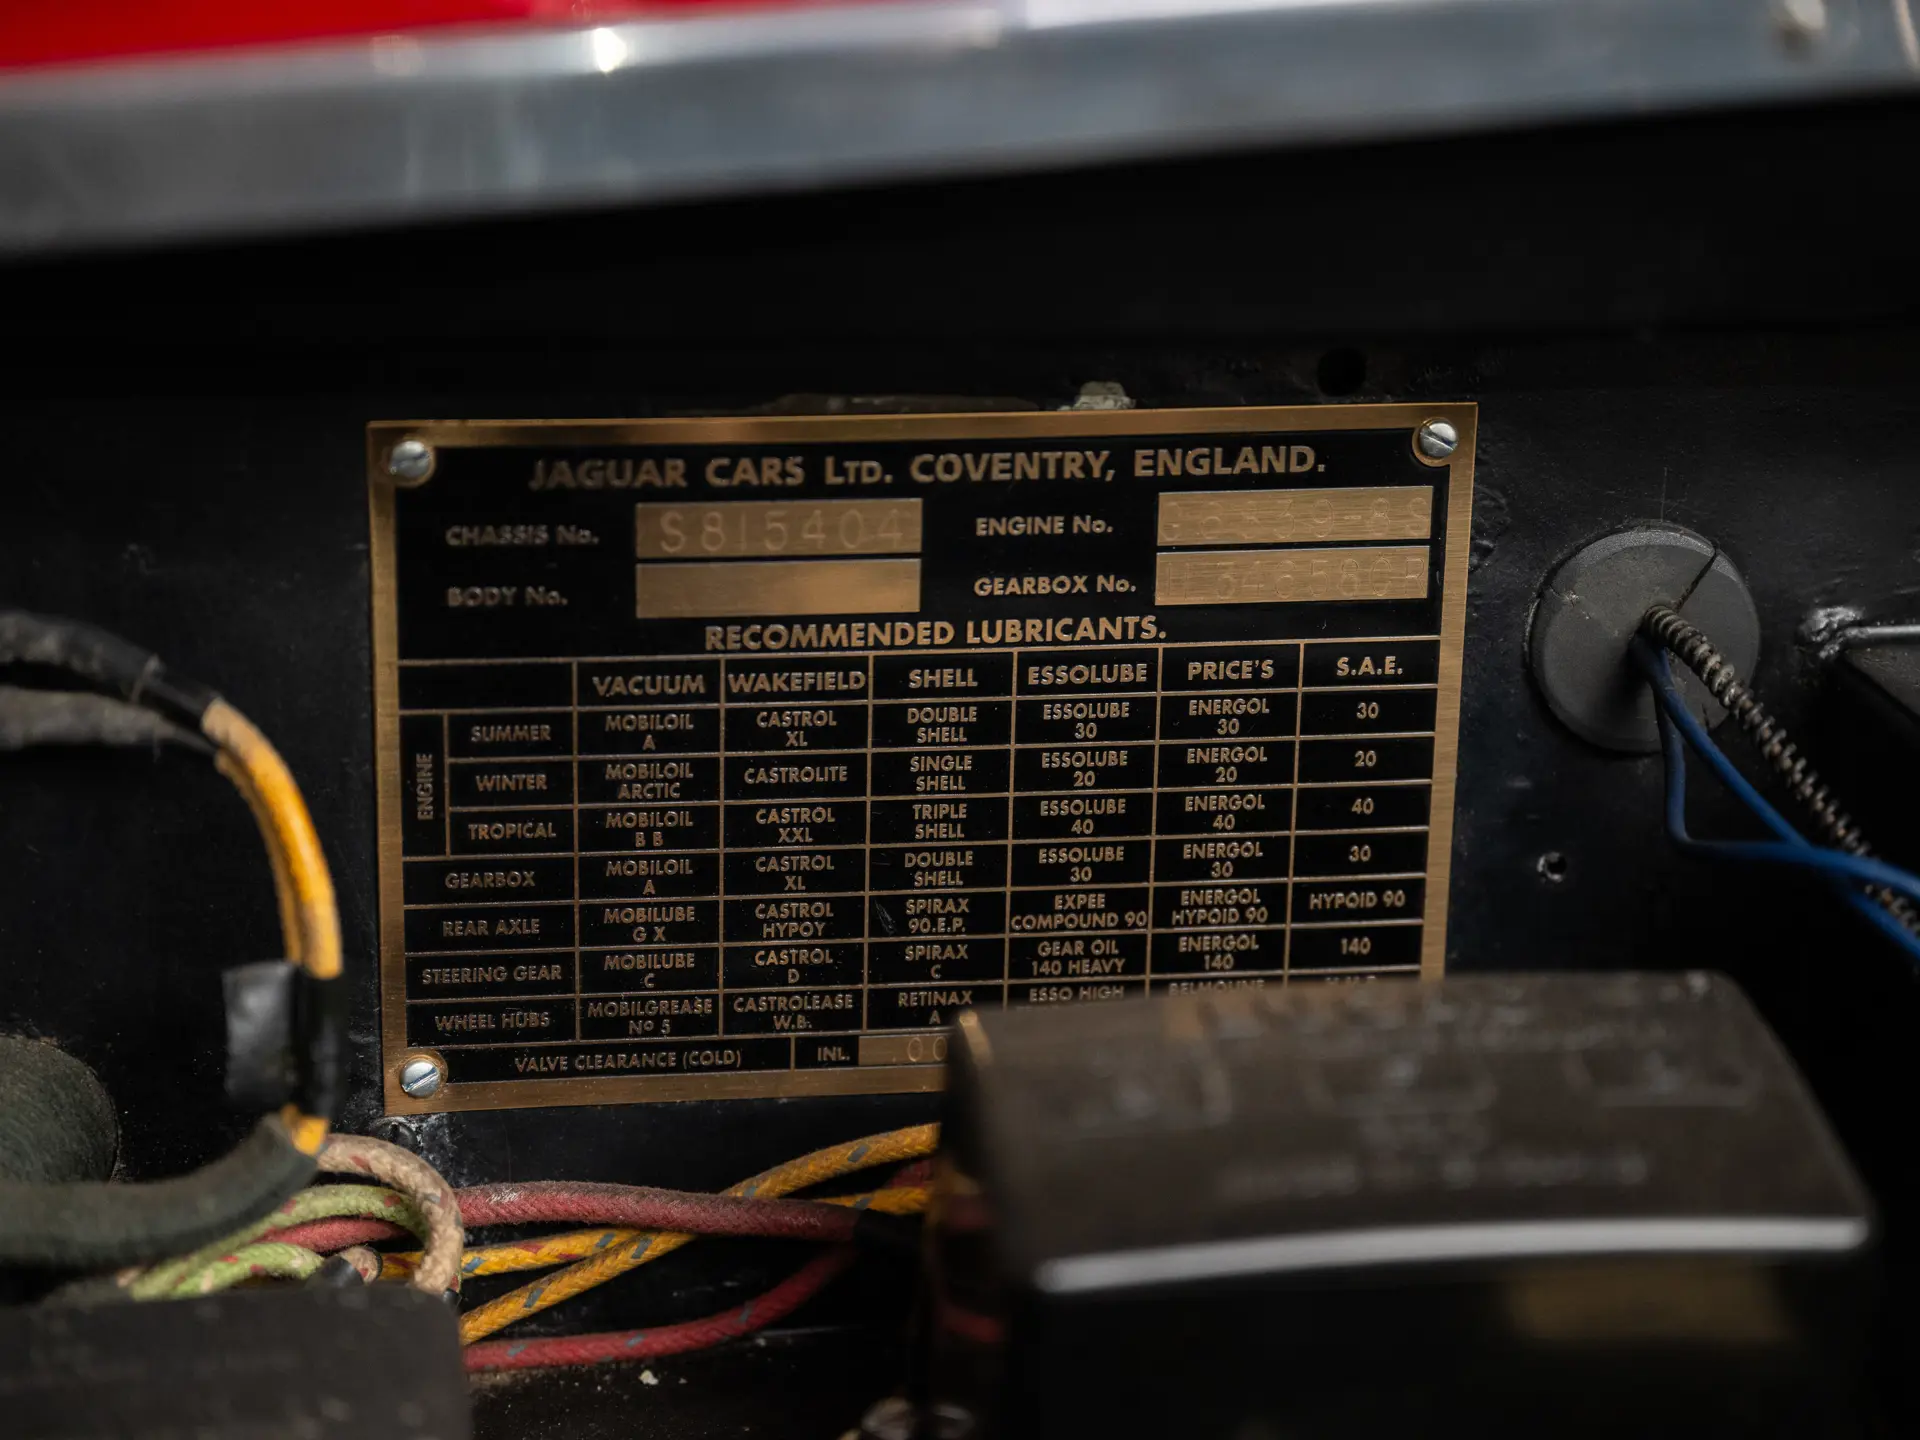 JAGUAR CARS LTD. COVENTRY, ENGLAND.
CHASSIS No. S815404 ENGINE No.
BODY No. GEARBOX No.
RECOMMENDED LUBRICANTS.
VACUUM WAKEFIELD SHELL ESSOLUBE PRICE'S S.A.E.
ENGINE
SUMMER MOBILOIL A CASTROL XL DOUBLE SHELL ESSOLUBE 30 ENERGOL 30 30
WINTER MOBILOIL ARCTIC CASTROLITE SINGLE SHELL ESSOLUBE 20 ENERGOL 20 20
TROPICAL MOBILOIL B B CASTROL XXL TRIPLE SHELL ESSOLUBE 40 ENERGOL 40 40
GEARBOX MOBILOIL A CASTROL XL DOUBLE SHELL ESSOLUBE 30 ENERGOL 30 30
REAR AXLE MOBILUBE G X CASTROL HYPOY SPIRAX 90.E.P. EXPEE COMPOUND 90 ENERGOL HYPOID 90 HYPOID 90
STEERING GEAR MOBILUBE C CASTROL D SPIRAX C GEAR OIL 140 HEAVY ENERGOL 140 140
WHEEL HUBS MOBILGREASE No 5 CASTROLEASE W.B. RETINAX A ESSO HIGH
VALVE CLEARANCE (COLD) INL. .00